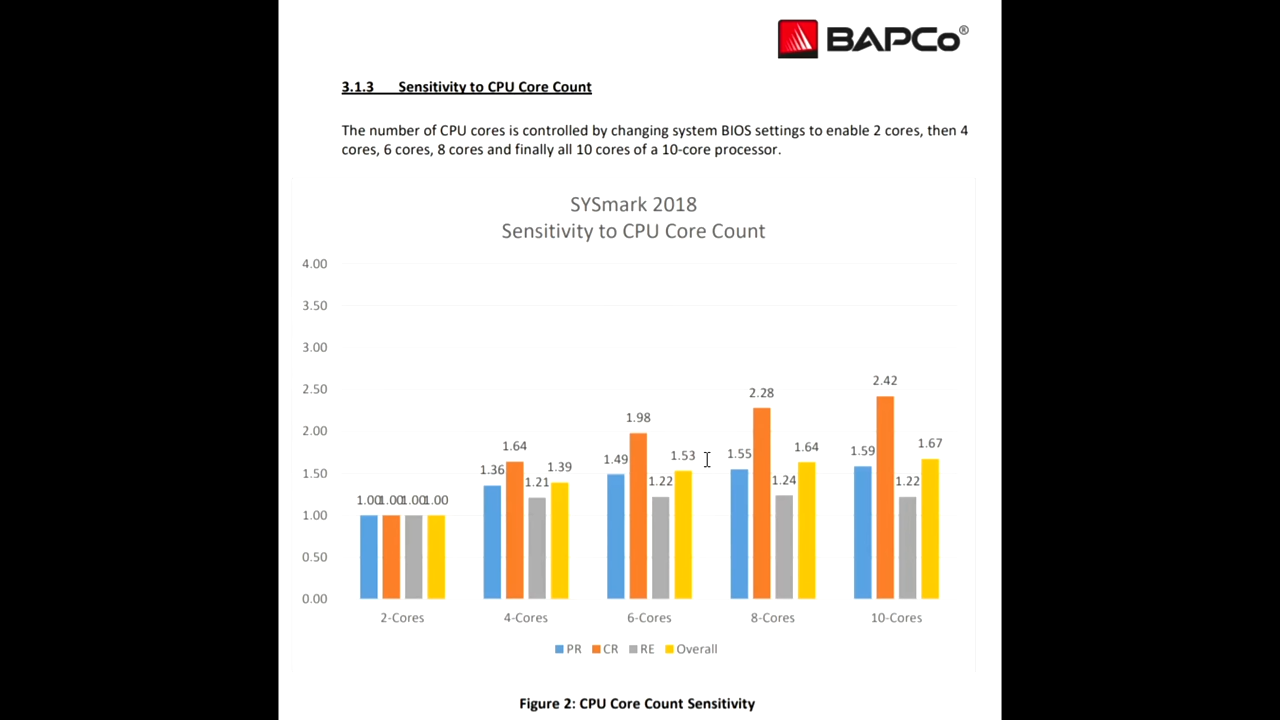 BAPCo®
3.1.3 Sensitivity to CPU Core Count
The number of CPU cores is controlled by changing system BIOS settings to enable 2 cores, then 4
cores, 6 cores, 8 cores and finally all 10 cores of a 10-core processor.
SYSmark 2018
Sensitivity to CPU Core Count
4.00
3.50
3.00
2.50
2.00
1.50
1.00
0.50
0.00
1.00 1.00 1.00 1.00
1.36 1.64 1.21 1.39
1.49 1.98 1.22 1.53
1.55 2.28 1.24 1.64
1.59 2.42 1.22 1.67
2-Cores 4-Cores 6-Cores 8-Cores 10-Cores
PR CR RE Overall
Figure 2: CPU Core Count Sensitivity